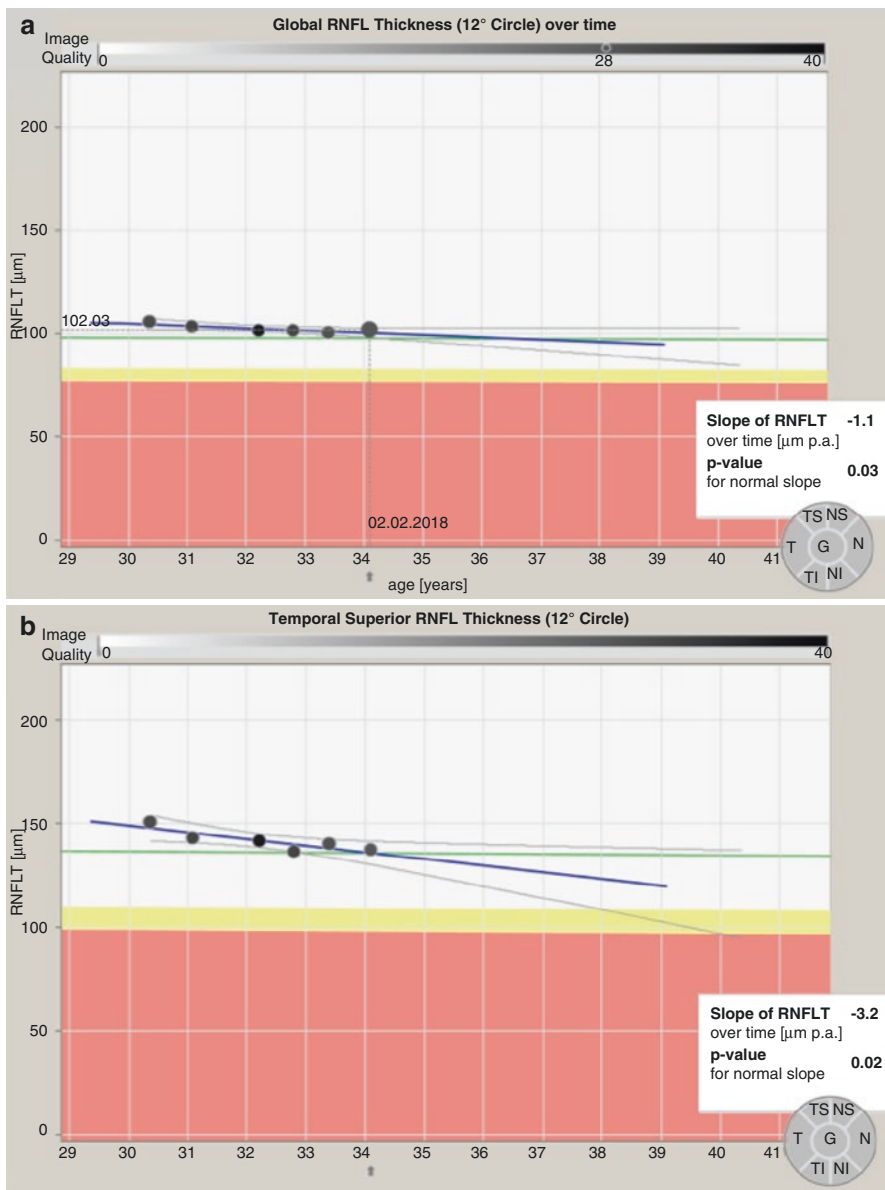 a
Global RNFL Thickness (12° Circle) over time
Image
Quality
0
28
40
200
150
102.03
100
50
0
RNFLT [µm]
02.02.2018
29 30 31 32 33 34 35 36 37 38 39 40 41
age [years]
Slope of RNFLT -1.1
over time [µm p.a.]
p-value
0.03
for normal slope
TS NS
T G N
TI NI
b
Temporal Superior RNFL Thickness (12° Circle)
Image
Quality
0
40
200
150
100
50
0
RNFLT [µm]
29 30 31 32 33 34 35 36 37 38 39 40 41
Slope of RNFLT -3.2
over time [µm p.a.]
p-value
0.02
for normal slope
TS NS
T G N
TI NI